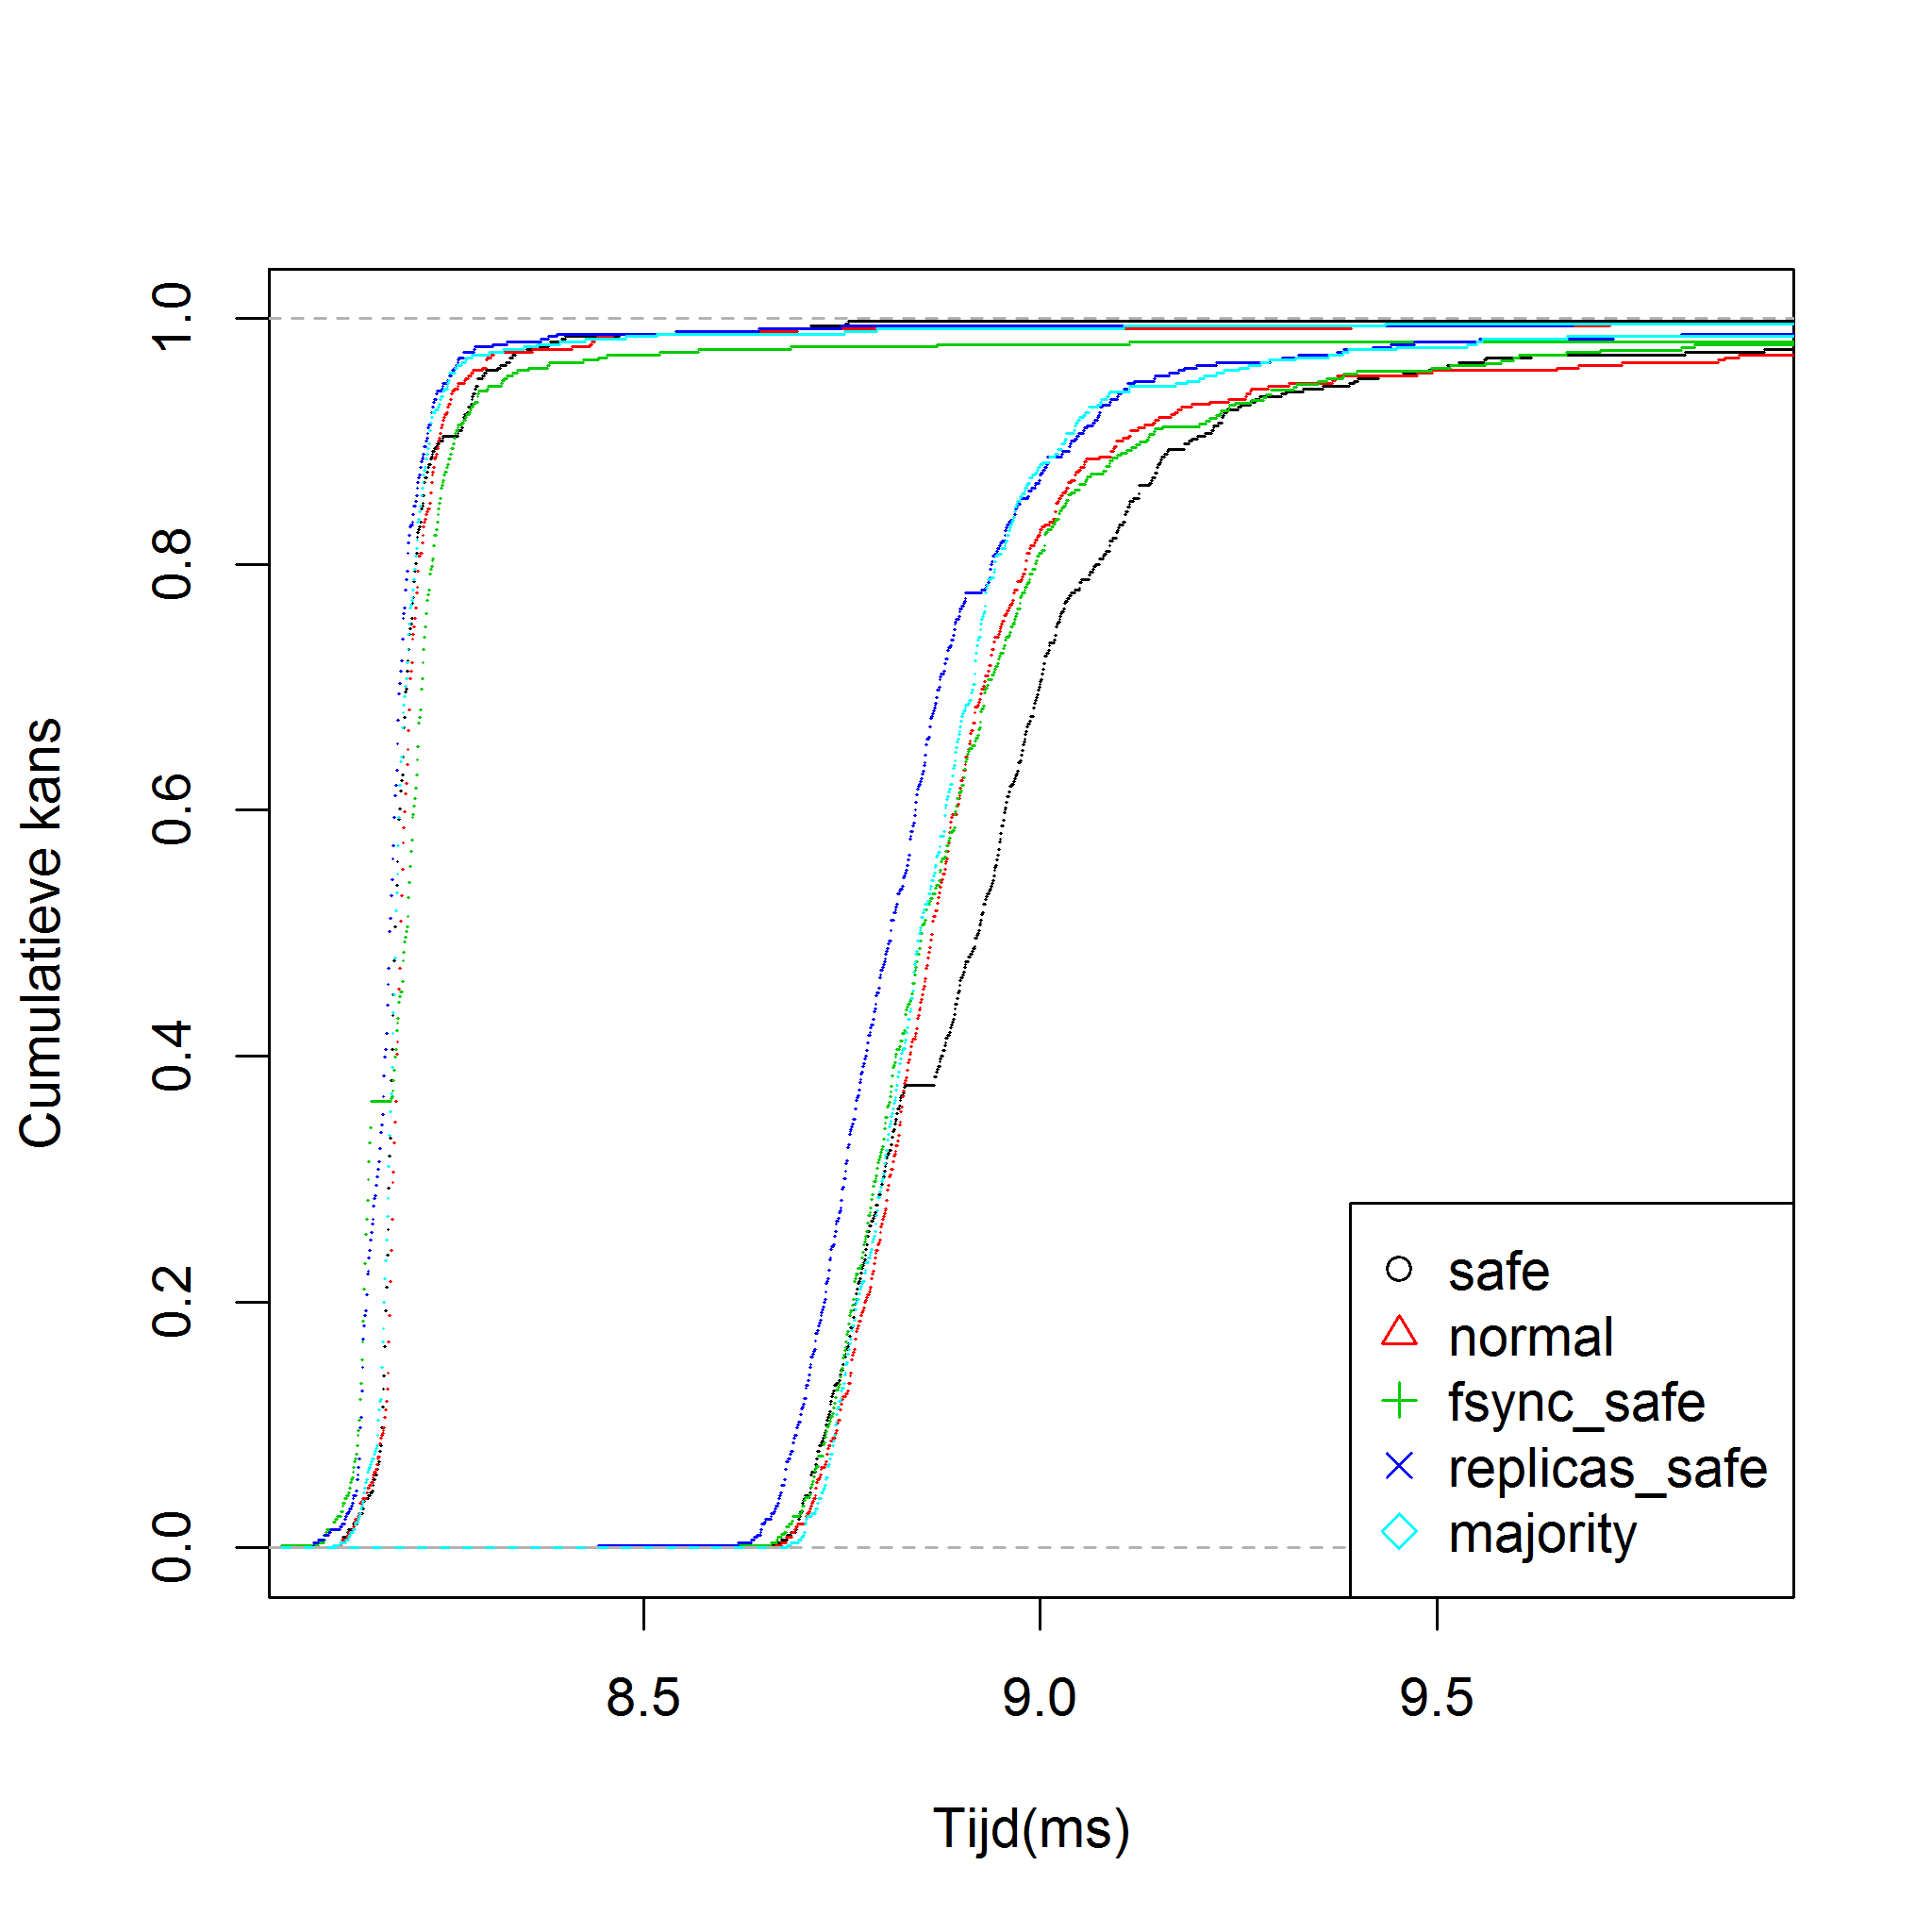 Cumulatieve kans
1.0
0.8
0.6
0.4
0.2
0.0
safe
normal
fsync_safe
replicas_safe
majority
8.5 9.0 9.5
Tijd(ms)